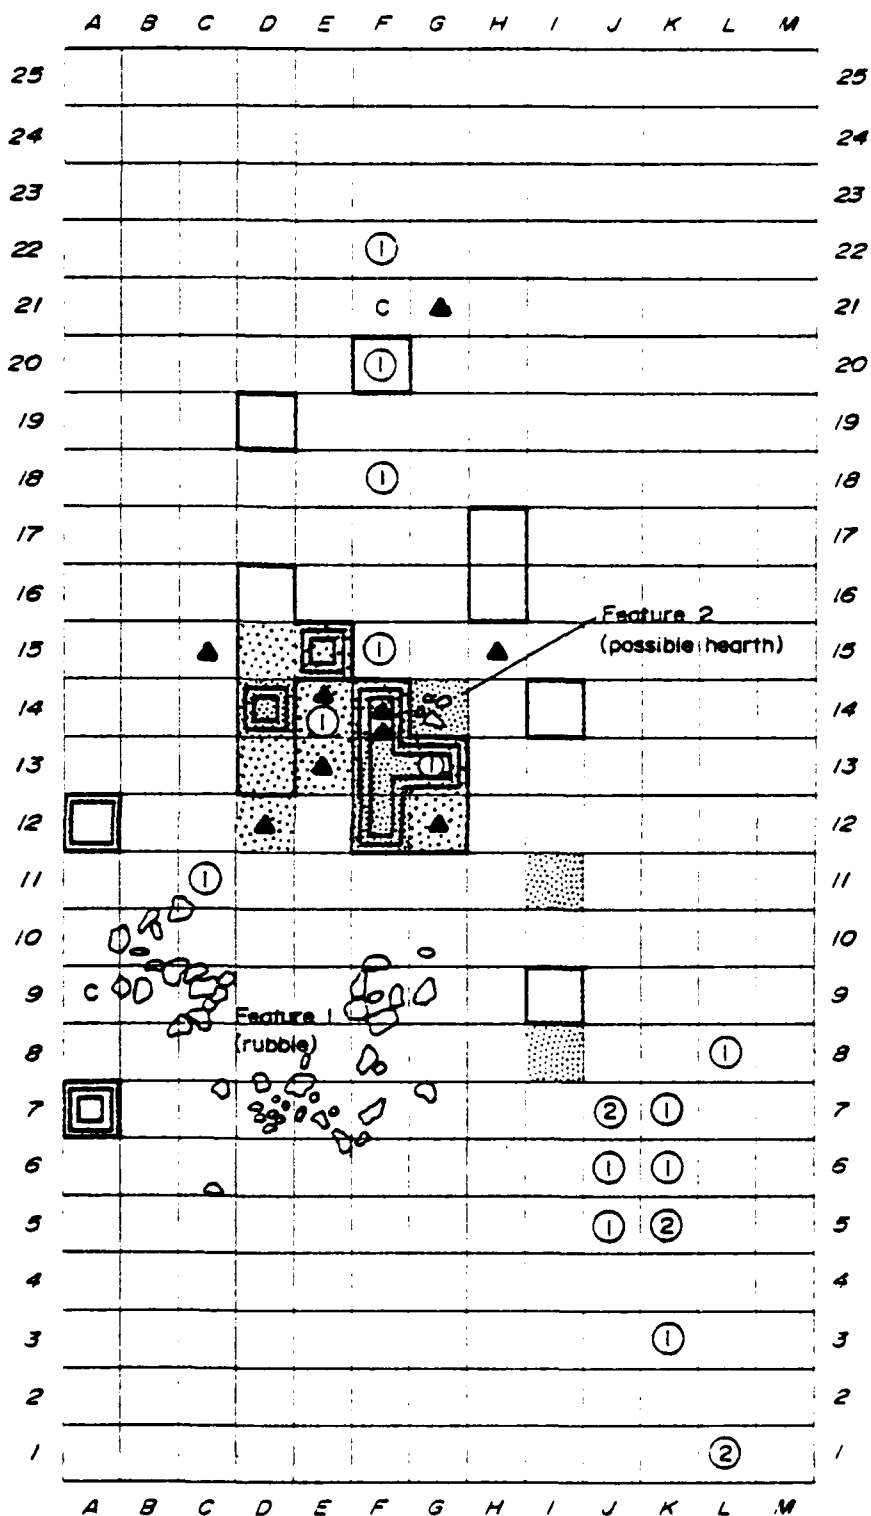 A B C D E F G H I J K L M
25 25
24 24
23 23
22 1 22
21 C 21
20 1 20
19 19
18 1 18
17 17
16 16
Feature 2
15 1 (possible hearth) 15
14 1 14
13 1 13
12 12
11 1 11
10 10
9 C 9
Feature 1
8 (rubble) 1 8
7 2 1 7
6 1 1 6
5 1 2 5
4 4
3 1 3
2 2
1 2 1
A B C D E F G H I J K L M